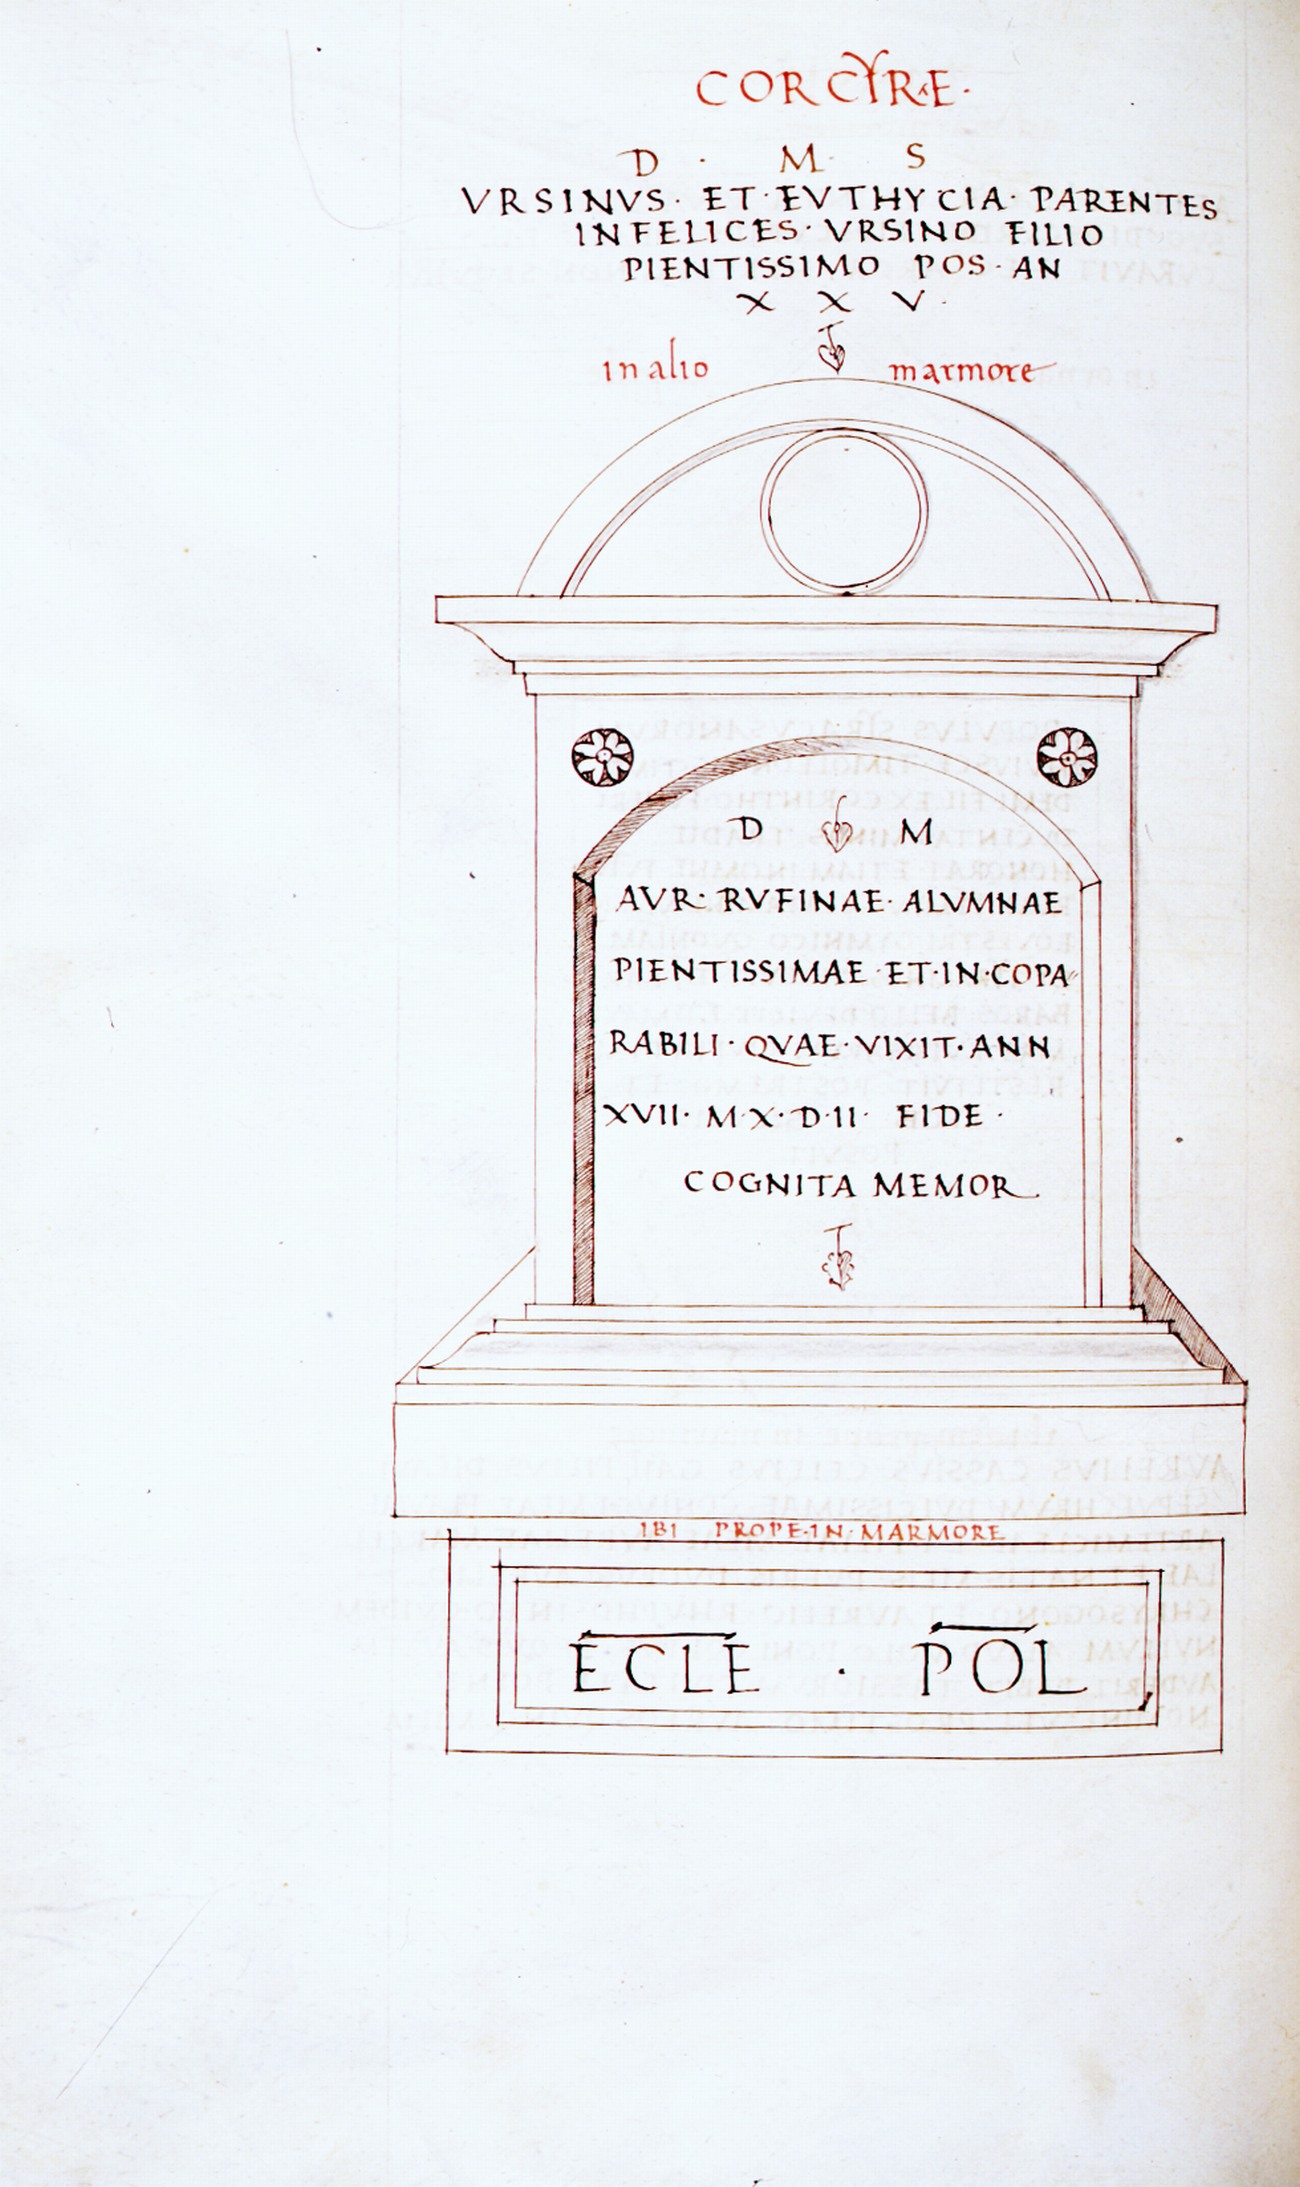 CORCYRE·
D · M · S
VRSINVS · ET · EVTHYCIA · PARENTES
INFELICES · VRSINO FILIO
PIENTISSIMO POS · AN
X X V ·
in alio marmore
D M
AVR · RVFINAE · ALVMNAE
PIENTISSIMAE · ET · IN · COPA
RABILI · QVAE · VIXIT · ANN
XVII · M · X · D · II · FIDE ·
COGNITA MEMOR
IBI PROPE · IN · MARMORE
ECLE · POL